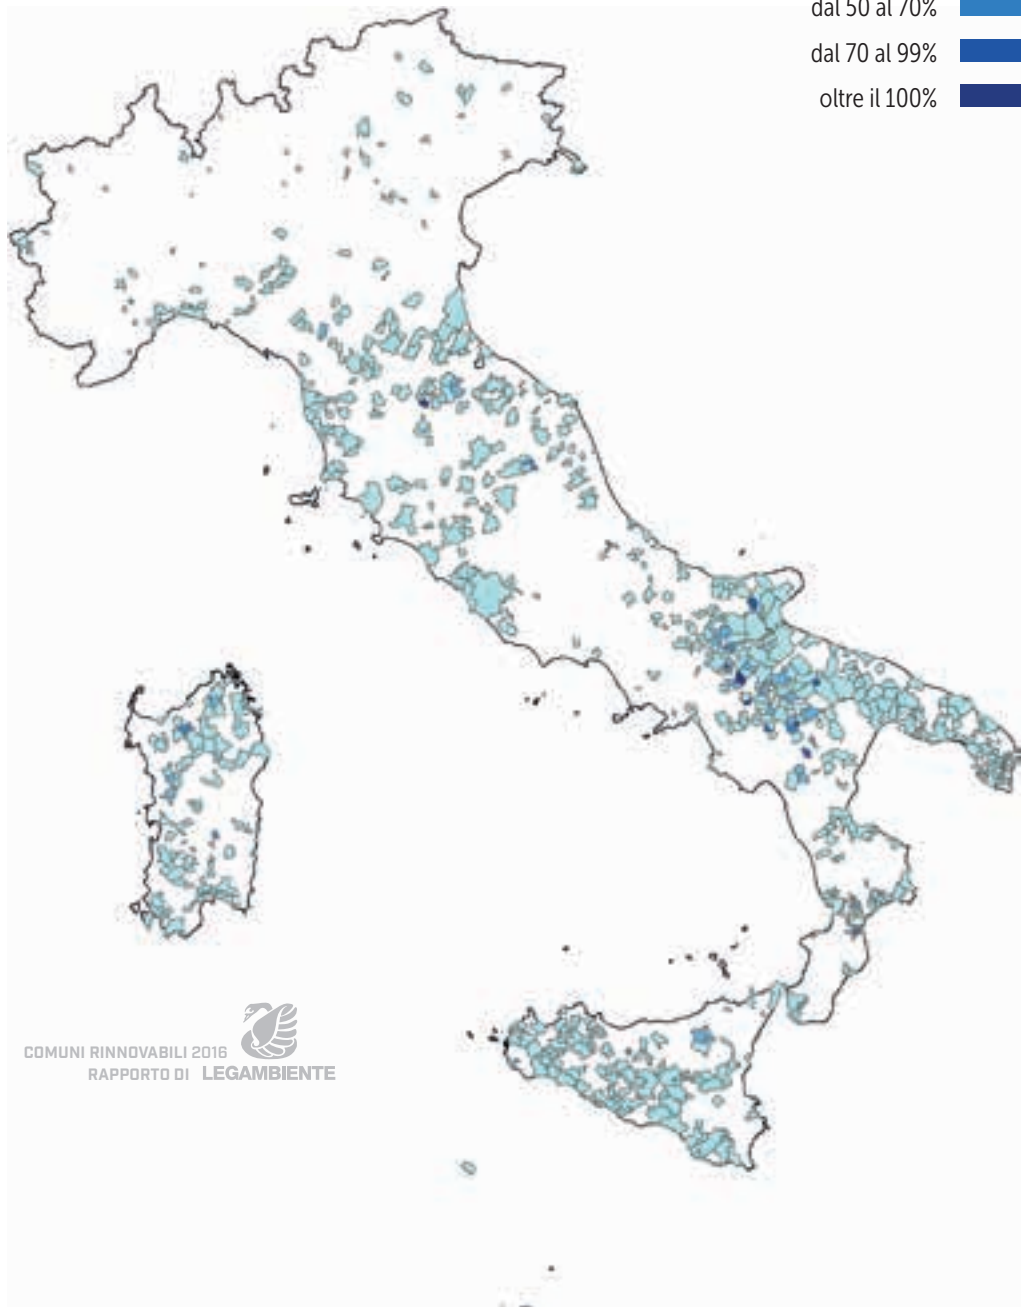 dal 50 al 70%
dal 70 al 99%
oltre il 100%
COMUNI RINNOVABILI 2016
RAPPORTO DI LEGAMBIENTE